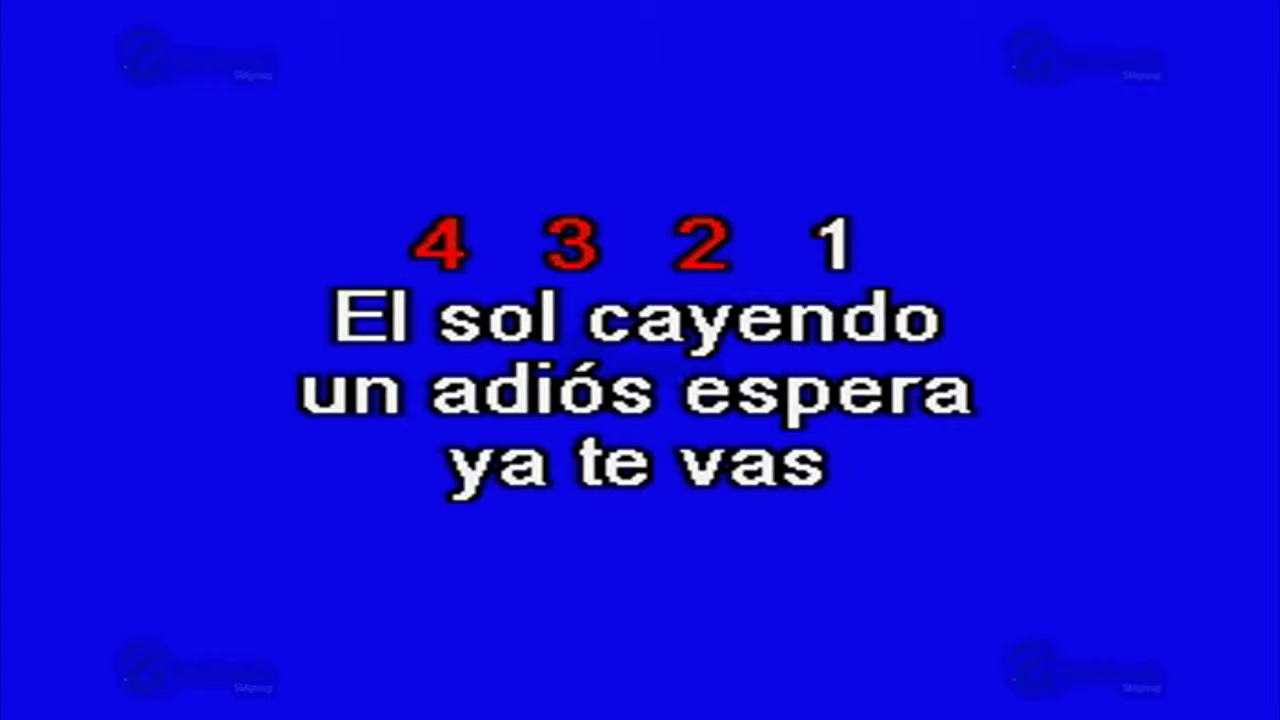 4 3 2 1
El sol cayendo
un adiós espera
ya te vas